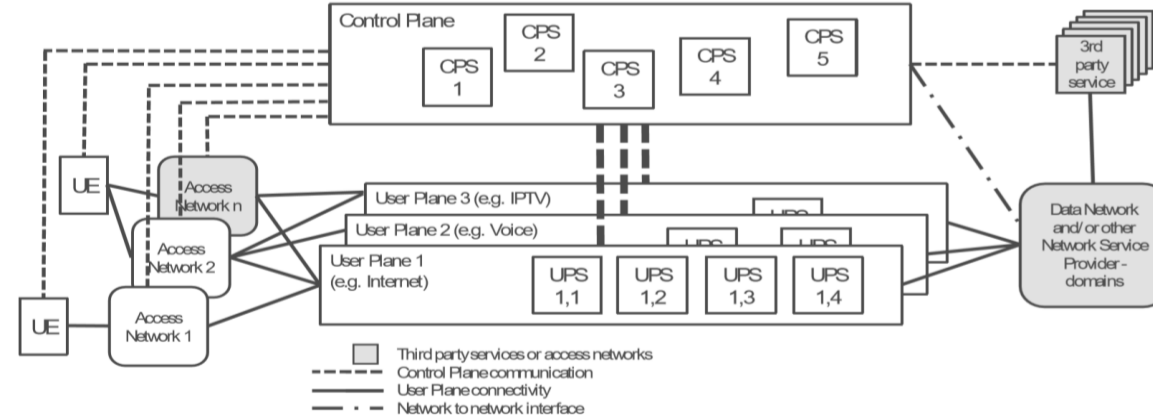 Control Plane
CPS
1
CPS
2
CPS
3
CPS
4
CPS
5
3rd
party
service
UE
Access
Network n
Access
Network 2
UE
Access
Network 1
User Plane 3 (e.g. IPTV)
UPS
User Plane 2 (e.g. Voice)
UPS
UPS
User Plane 1
(e.g. Internet)
UPS
1,1
UPS
1,2
UPS
1,3
UPS
1,4
Data Network
and/or other
Network Service
Provider-
domains
Third party services or access networks
Control Plane communication
User Plane connectivity
Network to network interface